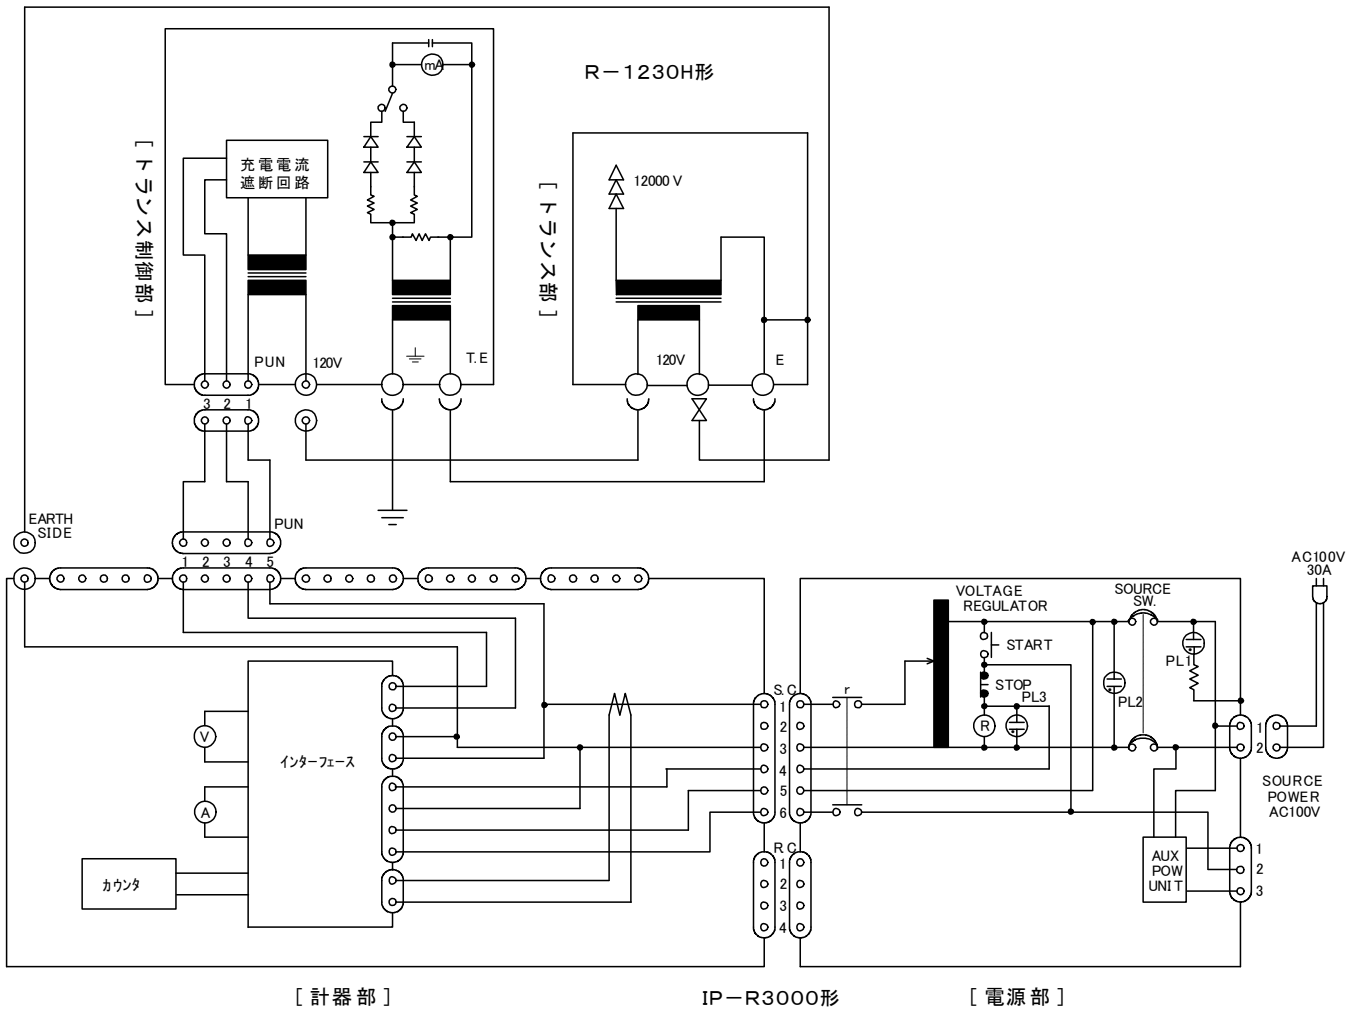 R－1230H形
[トランス制御部]
充電電流
遮断回路
mA
PUN
120V
T.E
3 2 1
[トランス部]
12000V
120V
E
EARTH
SIDE
PUN
1 2 3 4 5
V
A
カウンタ
インターフェース
S.C
1
2
3
4
5
6
R C
1
2
3
4
r
VOLTAGE
REGULATOR
START
STOP
PL3
R
PL2
SOURCE
SW.
PL1
AC100V
30A
1
2
SOURCE
POWER
AC100V
AUX
POW
UNIT
1
2
3
[計器部]
IP－R3000形
[電源部]